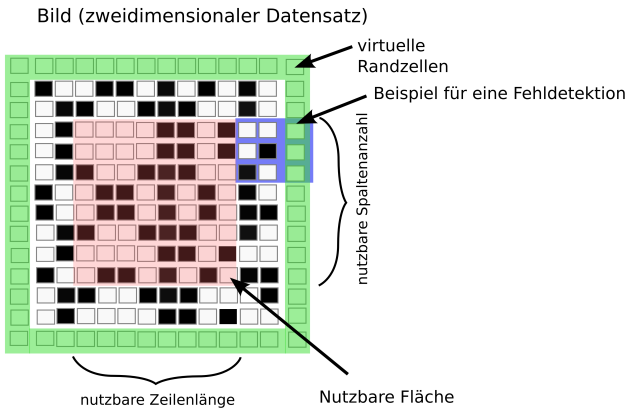 Bild (zweidimensionaler Datensatz)
virtuelle
Randzellen
Beispiel für eine Fehldetektion
nutzbare Spaltenanzahl
nutzbare Zeilenlänge
Nutzbare Fläche